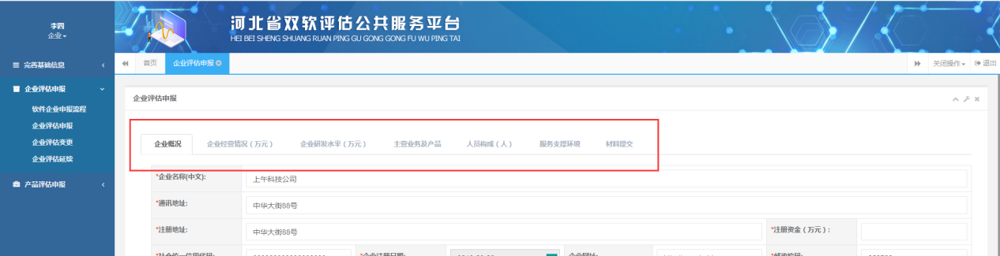 李四
企业
河北省双软评估公共服务平台
HEI BEI SHENG SHUANG RUAN PING GU GONG GONG FU WU PING TAI
完善基础信息
首页 企业评估申报 关闭操作 退出
企业评估申报
软件企业申报流程
企业评估申报
企业评估变更
企业评估延续
产品评估申报
企业评估申报
企业概况 企业经营情况（万元） 企业研发水平（万元） 主营业务及产品 人员构成（人） 服务支撑环境 材料提交
*企业名称(中文): 上午科技公司
*通讯地址: 中华大街88号
*注册地址: 中华大街88号 *注册资金（万元）:
*企业注册日期: 企业网址: *邮政编码: